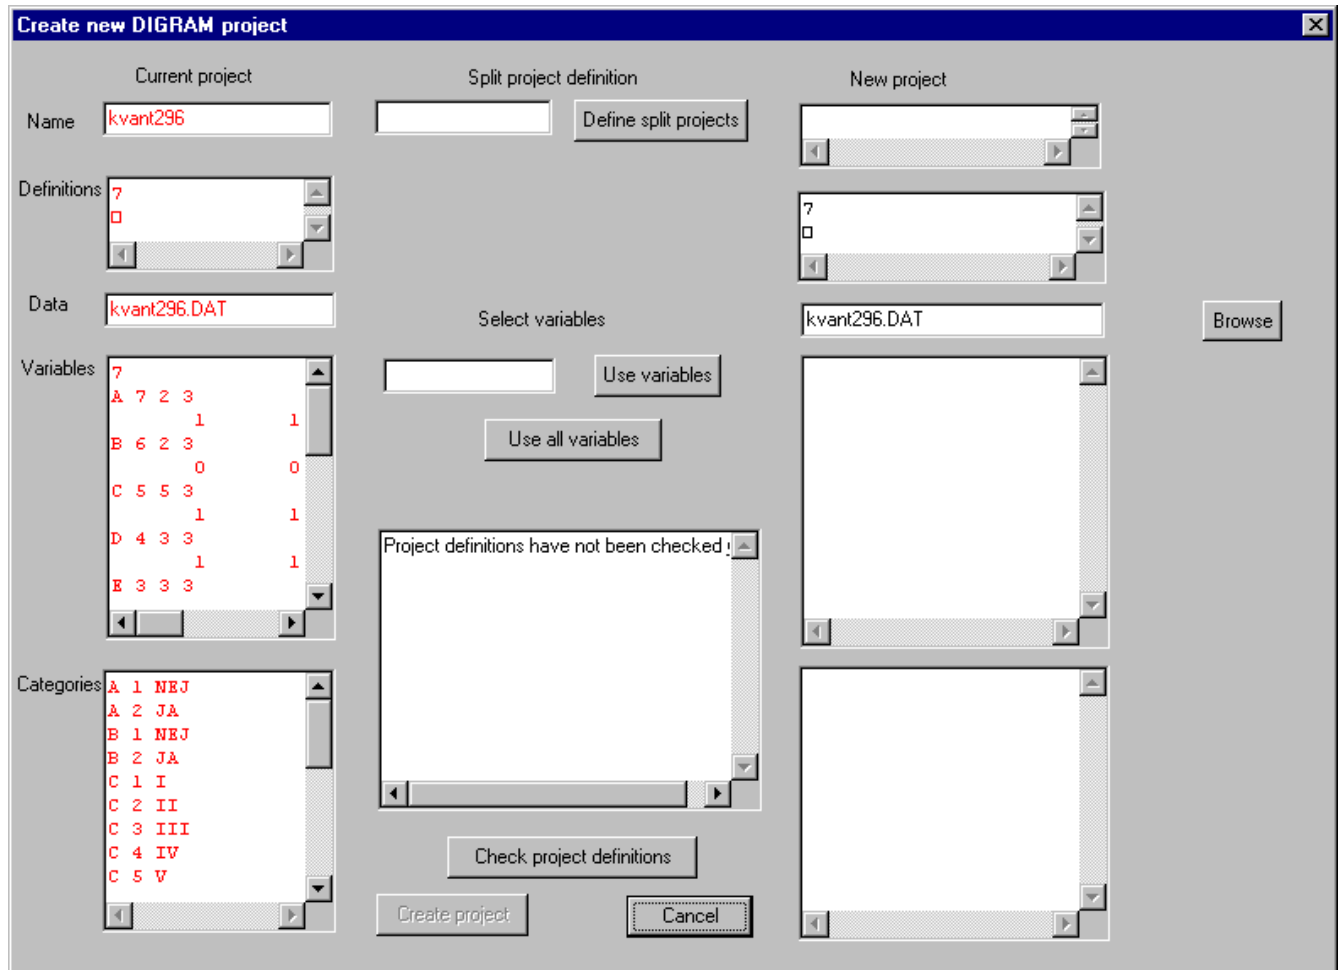 Create new DIGRAM project
Current project
Split project definition
New project
Name
kvant296
Define split projects
Definitions
7
7
Data
kvant296.DAT
Select variables
kvant296.DAT
Browse
Variables
7
A 7 2 3
1 1
B 6 2 3
0 0
C 5 5 3
1 1
D 4 3 3
1 1
E 3 3 3
Use variables
Use all variables
Project definitions have not been checked
Categories
A 1 NEJ
A 2 JA
B 1 NEJ
B 2 JA
C 1 I
C 2 II
C 3 III
C 4 IV
C 5 V
Check project definitions
Create project
Cancel